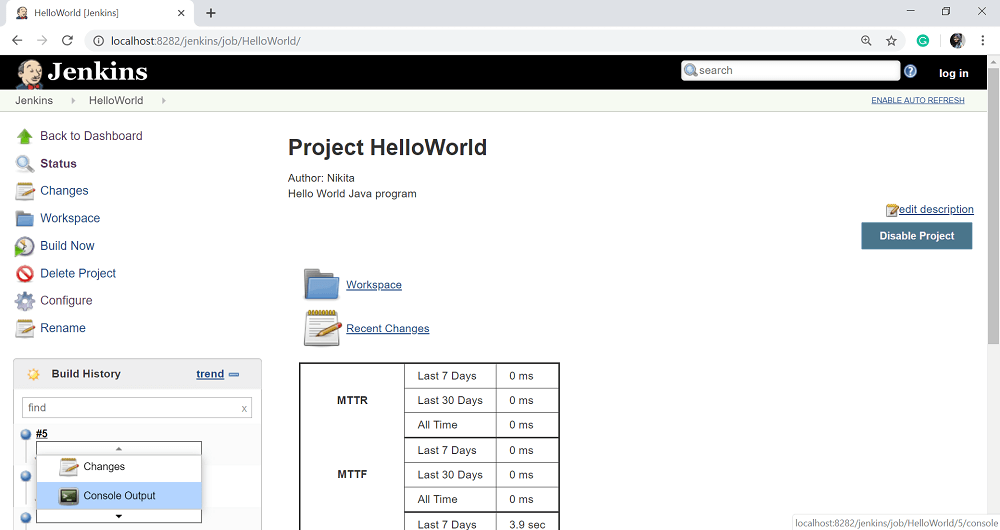 HelloWorld [Jenkins]
localhost:8282/jenkins/job/HelloWorld/
Jenkins
search
log in
Jenkins HelloWorld
ENABLE AUTO REFRESH
Back to Dashboard
Status
Changes
Workspace
Build Now
Delete Project
Configure
Rename
Project HelloWorld
Author: Nikita
Hello World Java program
edit description
Disable Project
Workspace
Recent Changes
Build History trend
find x
#5
Changes
Console Output
MTTR
Last 7 Days 0 ms
Last 30 Days 0 ms
All Time 0 ms
MTTF
Last 7 Days 0 ms
Last 30 Days 0 ms
All Time 0 ms
Last 7 Days 3.9 sec
localhost:8282/jenkins/job/HelloWorld/5/console